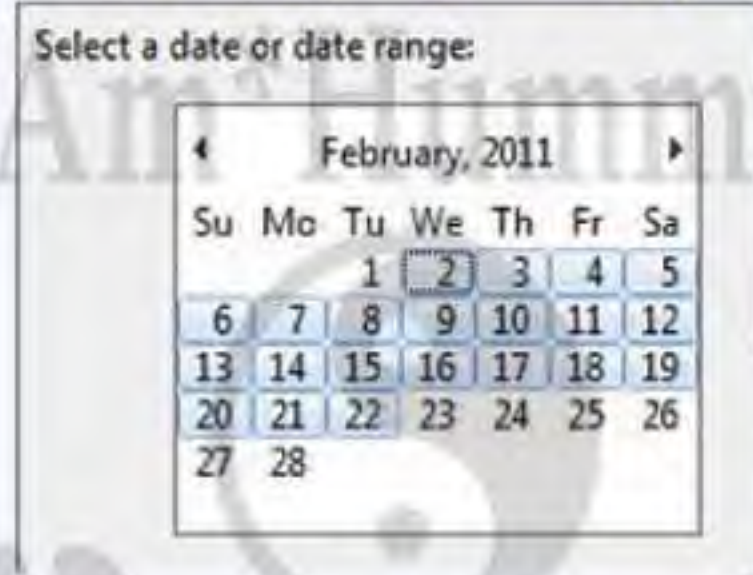 Select a date or date range:
Am^Humm
February, 2011
Su Mo Tu We Th Fr Sa
1 2 3 4 5
6 7 8 9 10 11 12
13 14 15 16 17 18 19
20 21 22 23 24 25 26
27 28